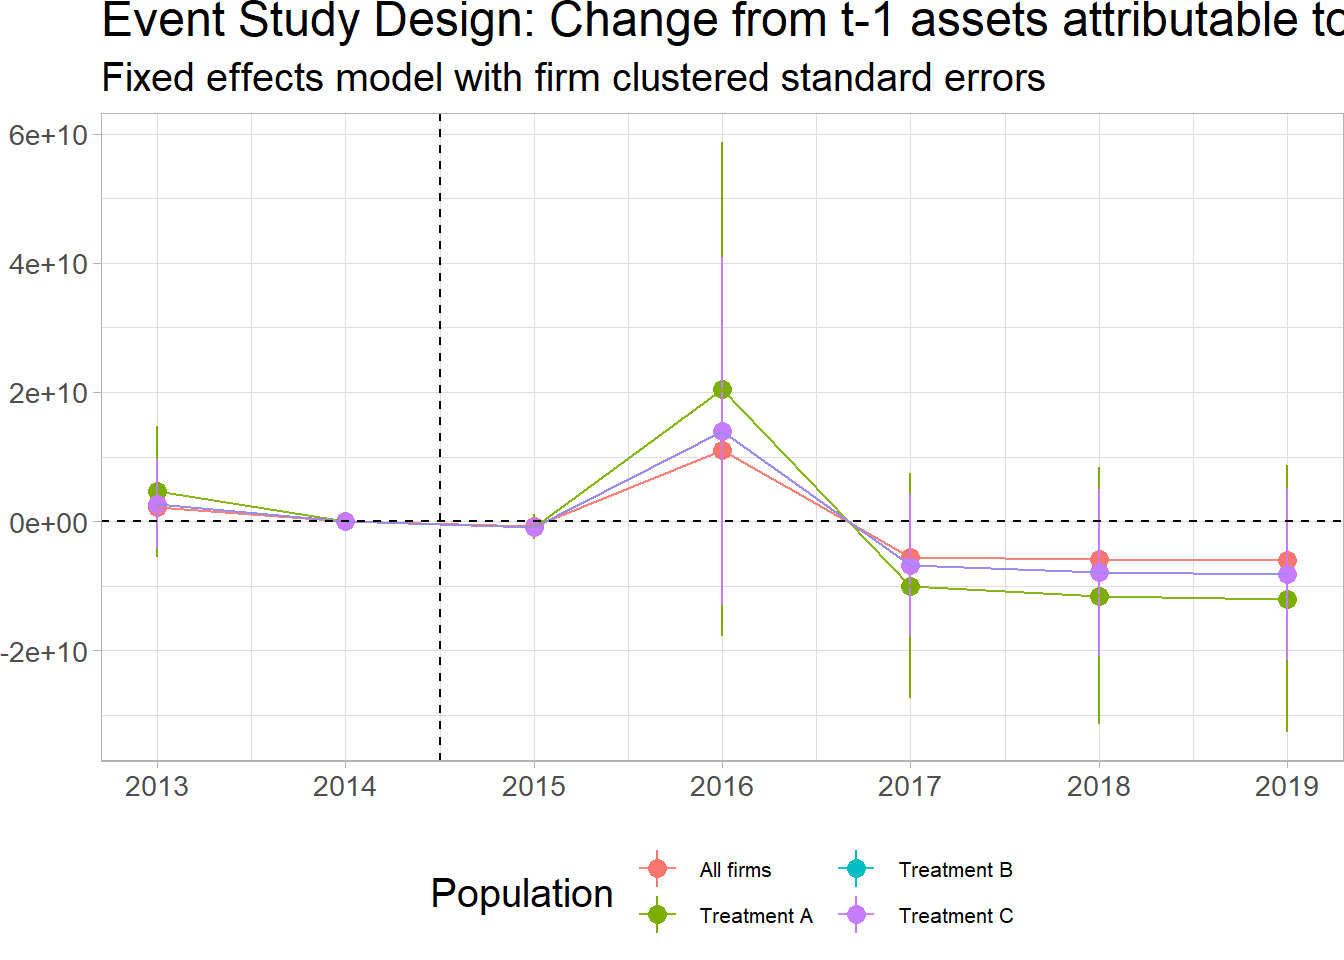 Event Study Design: Change from t-1 assets attributable to
Fixed effects model with firm clustered standard errors
6e+10
4e+10
2e+10
0e+00
-2e+10
2013 2014 2015 2016 2017 2018 2019
Population
All firms Treatment B
Treatment A Treatment C